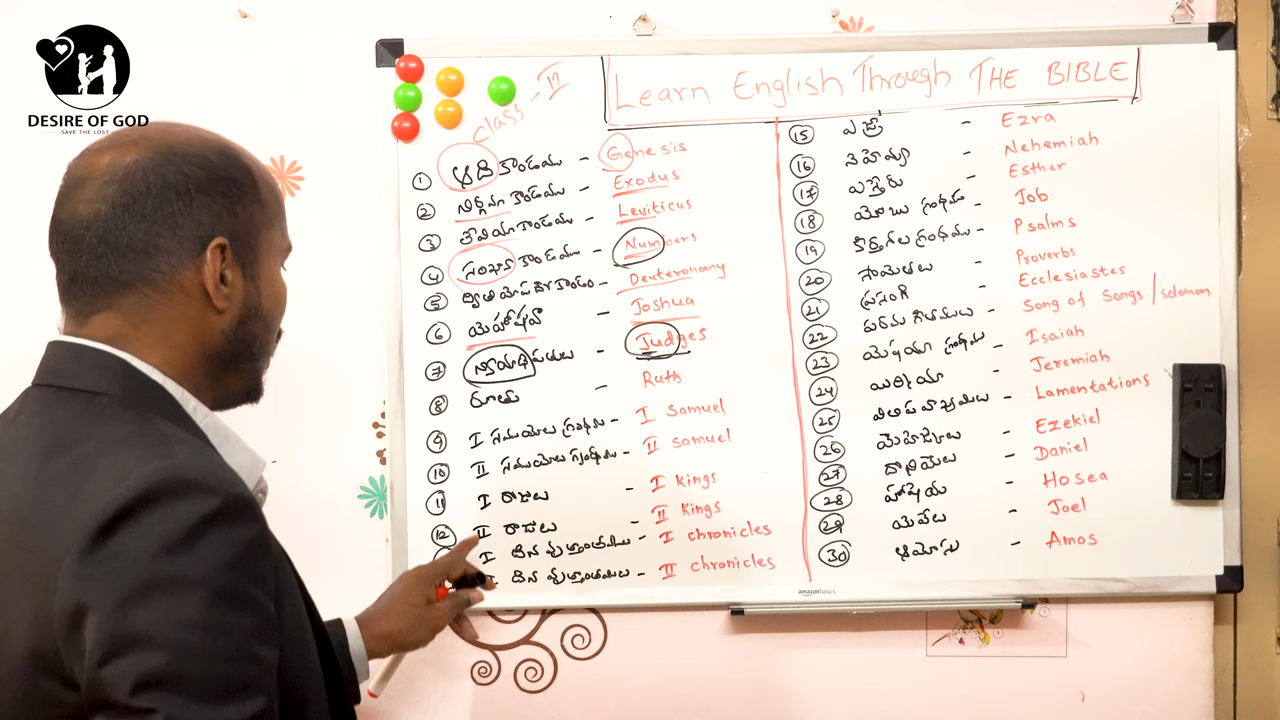 DESIRE OF GOD
SAVE THE LOST
class - II
Learn English Through THE BIBLE
1 ఆదికాండము - Genesis
2 నిర్గమకాండము - Exodus
3 లేవియకాండము - Leviticus
4 సంఖ్యాకాండము - Numbers
5 ద్వితీయోపదేశకాండం - Deuteronomy
6 యెహోషువ - Joshua
7 న్యాయాధిపతులు - Judges
8 రూతు - Ruth
9 I సమూయేలు గ్రంథము - I Samuel
10 II సమూయేలు గ్రంథము - II Samuel
11 I రాజులు - I Kings
12 II రాజులు - II Kings
I దినవృత్తాంతములు - I chronicles
దినవృత్తాంతములు - II chronicles
15 ఎజ్రా - Ezra
16 నెహెమ్యా - Nehemiah
17 ఎస్తేరు - Esther
18 యోబు గ్రంథము - Job
19 కీర్తనల గ్రంథము - Psalms
20 సామెతలు - Proverbs
21 ప్రసంగి - Ecclesiastes
22 పరమ గీతములు - Song of Songs / Solomon
23 యెషయా గ్రంథము - Isaiah
24 యిర్మీయా - Jeremiah
25 విలాపవాక్యములు - Lamentations
26 యెహెజ్కేలు - Ezekiel
27 దానియేలు - Daniel
28 హోషేయ - Hosea
29 యోవేలు - Joel
30 ఆమోసు - Amos
amazonbasics